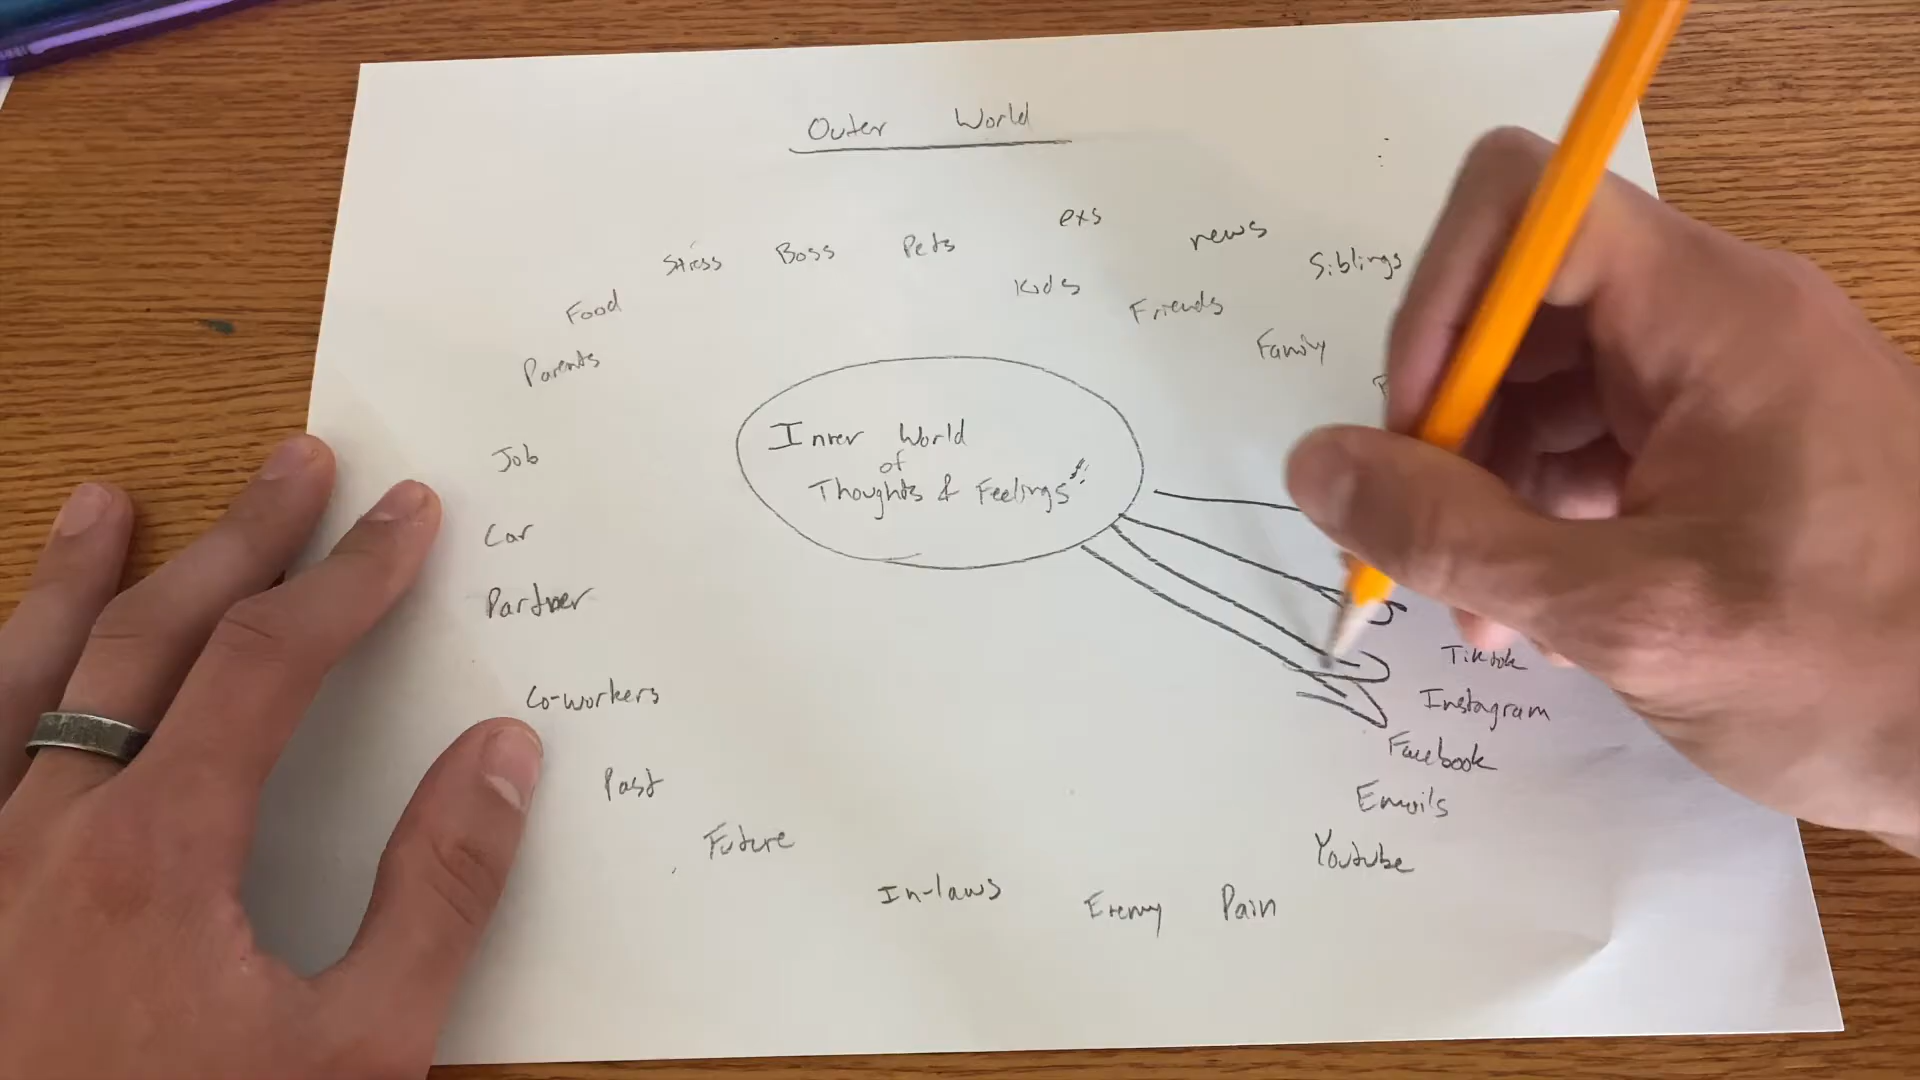 Outer World
exs
news
Stress Boss Pets
Siblings
Kids
Friends
Food
Family
Parents
Inner World
of
Thoughts & Feelings
Job
Car
Partner
Tiktok
Co-workers
Instagram
Facebook
Past
Emails
Future
Youtube
In-laws
Enemy Pain